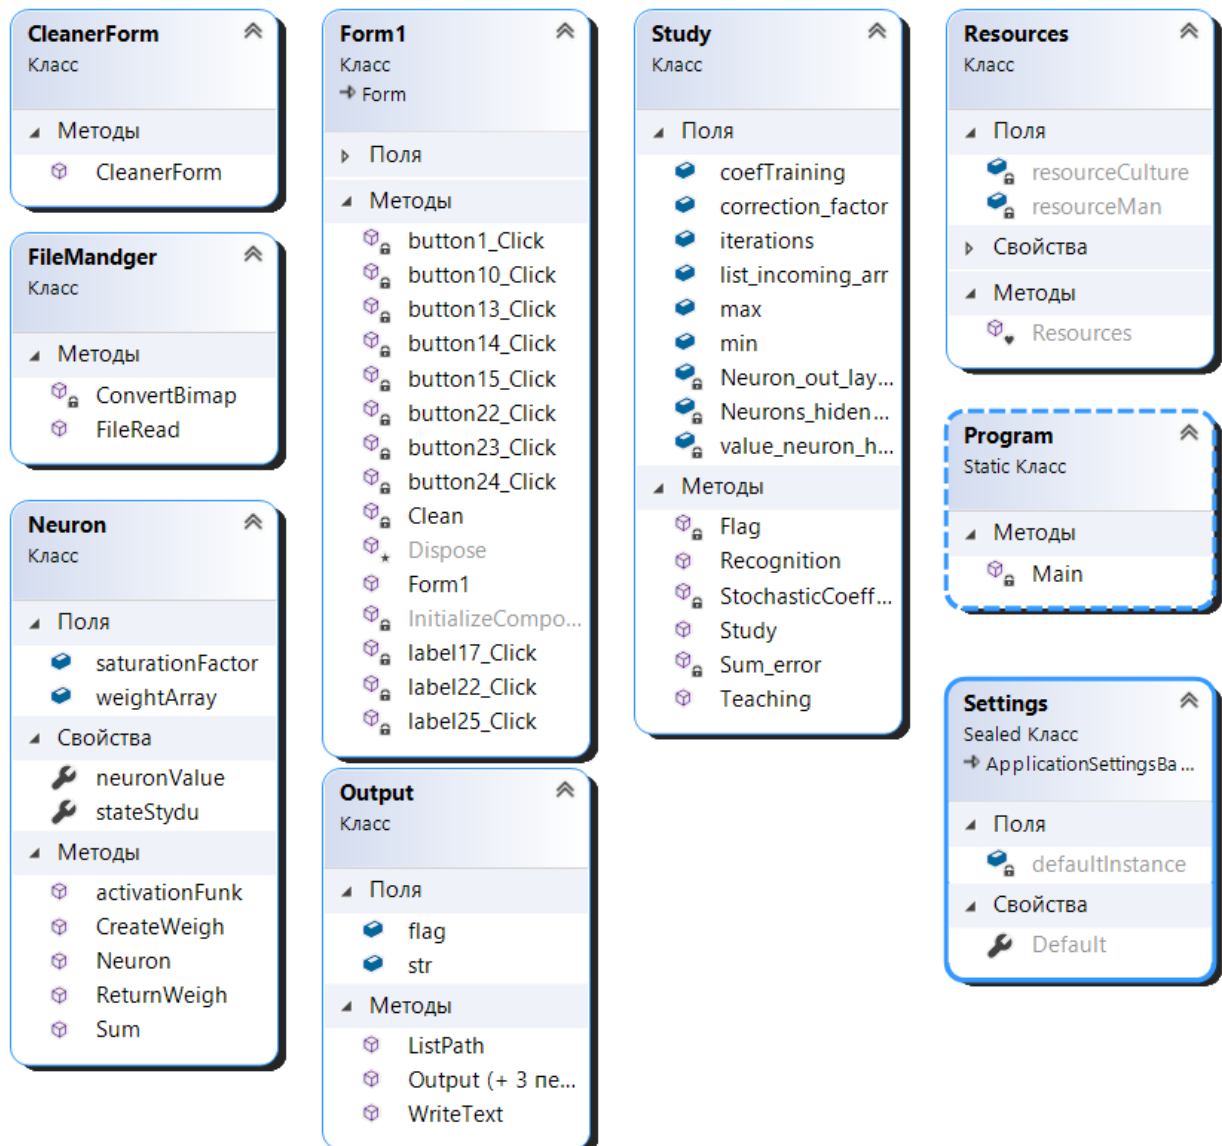 CleanerForm
Класс
Методы
CleanerForm
FileMandger
Класс
Методы
ConvertBimap
FileRead
Neuron
Класс
Поля
saturationFactor
weightArray
Свойства
neuronValue
stateStydu
Методы
activationFunk
CreateWeigh
Neuron
ReturnWeigh
Sum
Form1
Класс
Form
Поля
Методы
button1_Click
button10_Click
button13_Click
button14_Click
button15_Click
button22_Click
button23_Click
button24_Click
Clean
Dispose
Form1
InitializeCompo...
label17_Click
label22_Click
label25_Click
Output
Класс
Поля
flag
str
Методы
ListPath
Output (+ 3 пе...
WriteText
Study
Класс
Поля
coefTraining
correction_factor
iterations
list_incoming_arr
max
min
Neuron_out_lay...
Neurons_hiden...
value_neuron_h...
Методы
Flag
Recognition
StochasticCoeff...
Study
Sum_error
Teaching
Resources
Класс
Поля
resourceCulture
resourceMan
Свойства
Методы
Resources
Program
Static Класс
Методы
Main
Settings
Sealed Класс
ApplicationSettingsBa...
Поля
defaultInstance
Свойства
Default